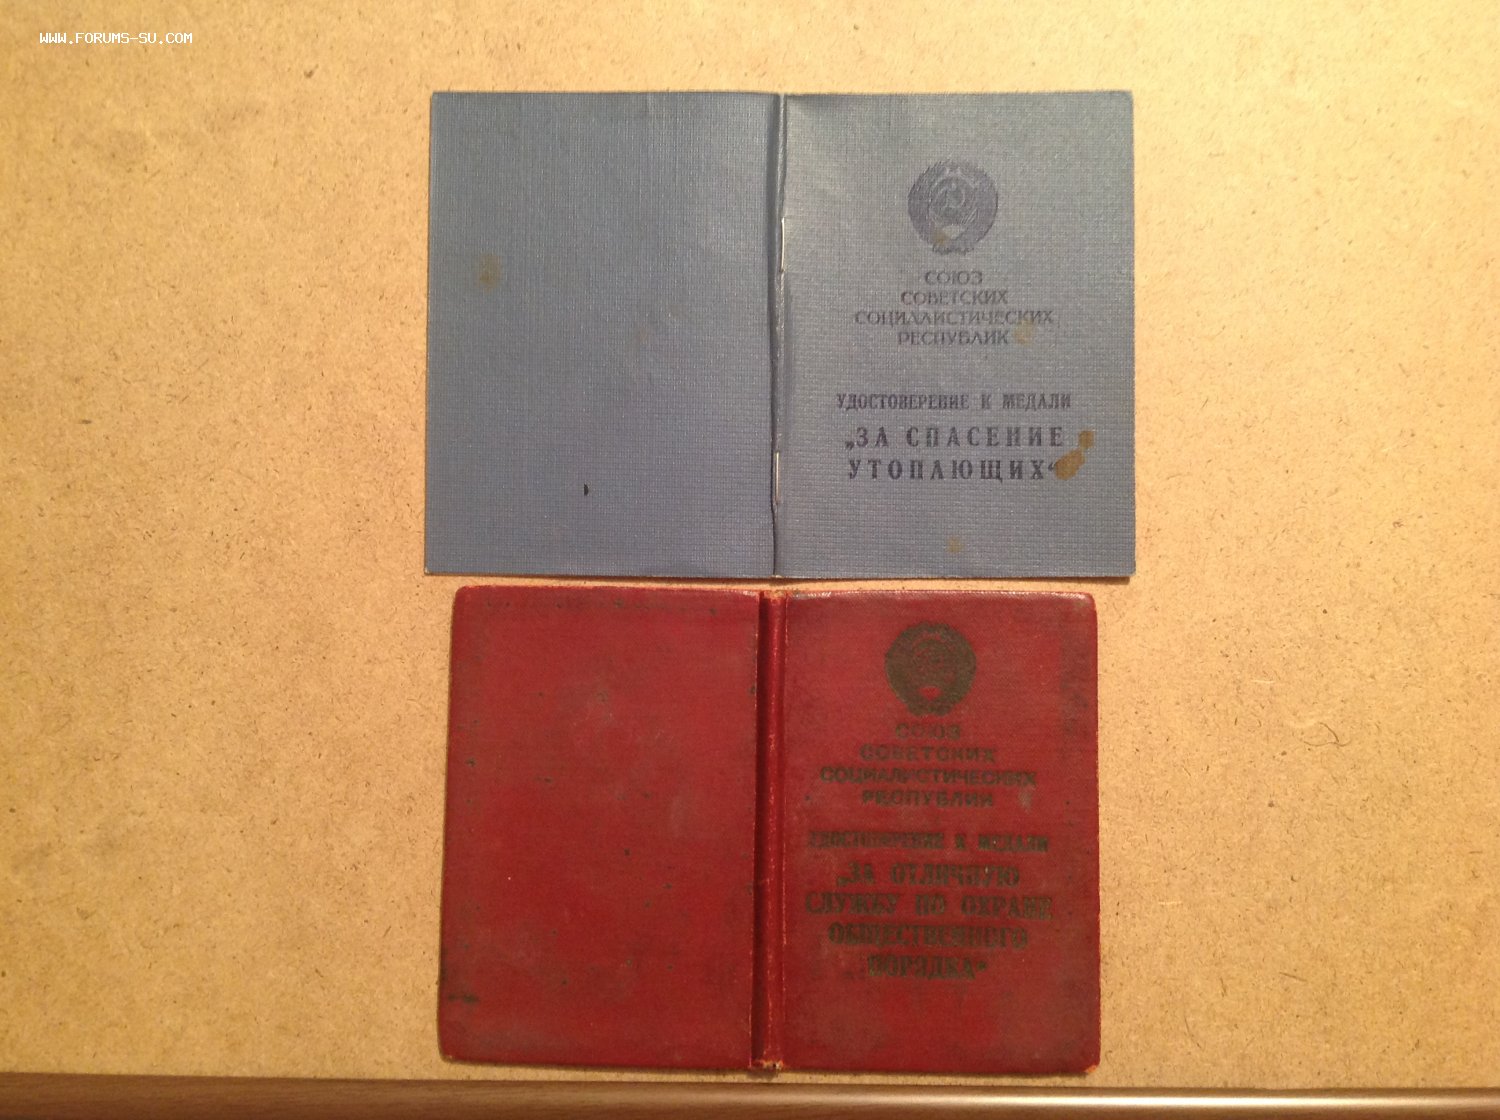 WWW.FORUMS-SU.COM
СОЮЗ
СОВЕТСКИХ
СОЦИАЛИСТИЧЕСКИХ
РЕСПУБЛИК
УДОСТОВЕРЕНИЕ К МЕДАЛИ
„ЗА СПАСЕНИЕ
УТОПАЮЩИХ“
СОЮЗ
СОВЕТСКИХ
СОЦИАЛИСТИЧЕСКИХ
РЕСПУБЛИК
УДОСТОВЕРЕНИЕ К МЕДАЛИ
„ЗА ОТЛИЧНУЮ
СЛУЖБУ ПО ОХРАНЕ
ОБЩЕСТВЕННОГО
ПОРЯДКА“